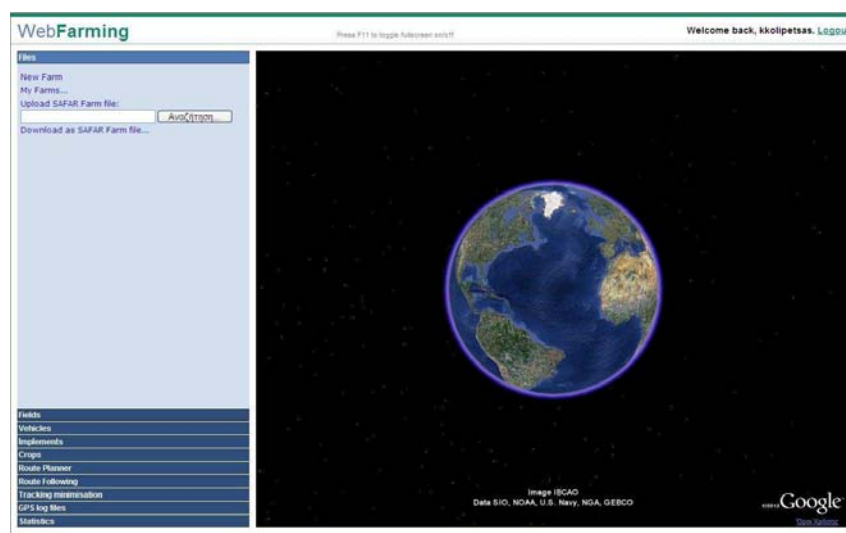 WebFarming
Press F11 to toggle fullscreen on/off
Welcome back, kkolipetsas. Logou
Files
New Farm
My Farms...
Upload SAFAR Farm file:
Αναζήτηση...
Download as SAFAR Farm file...
Fields
Vehicles
Implements
Crops
Route Planner
Route Following
Tracking minimisation
GPS log files
Statistics
Image IBCAO
Data SIO, NOAA, U.S. Navy, NGA, GEBCO
Google
Όροι Χρήσης